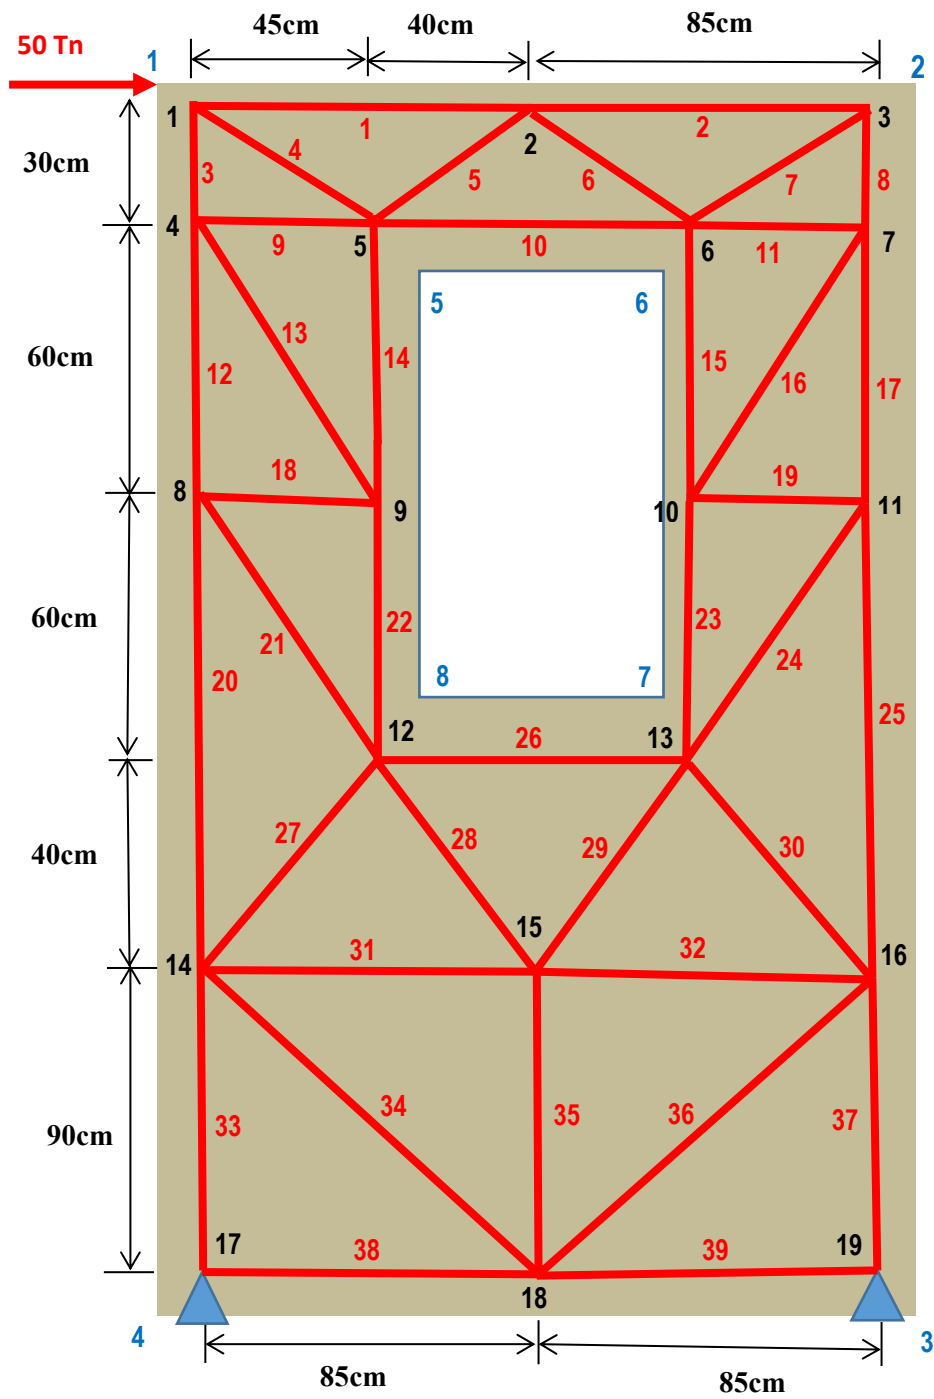 45cm 40cm 85cm
50 Tn
1 2
1 1 2 2 3
30cm 3 4 5 6 7 8
4 9 5 10 6 11 7
5 6
60cm 12 13 14 15 16 17
8 18 9 10 19 11
60cm 20 21 22 23 24 25
8 7
12 26 13
40cm 27 28 29 30
14 31 15 32 16
90cm 33 34 35 36 37
17 38 18 39 19
4 3
85cm 85cm